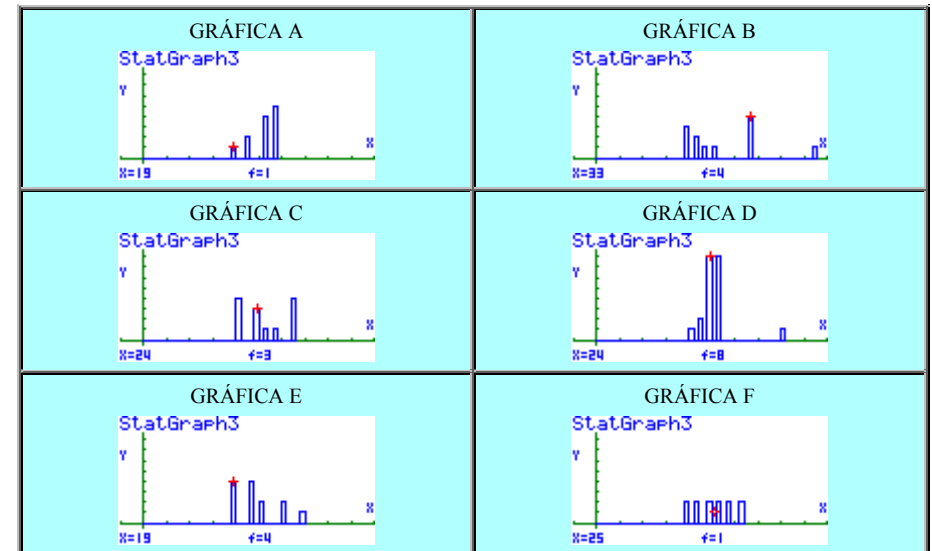 GRÁFICA A
StatGraph3
Y
X
X=19 f=1
GRÁFICA B
StatGraph3
Y
X
X=33 f=4
GRÁFICA C
StatGraph3
Y
X
X=24 f=3
GRÁFICA D
StatGraph3
Y
X
X=24 f=8
GRÁFICA E
StatGraph3
Y
X
X=19 f=4
GRÁFICA F
StatGraph3
Y
X
X=25 f=1